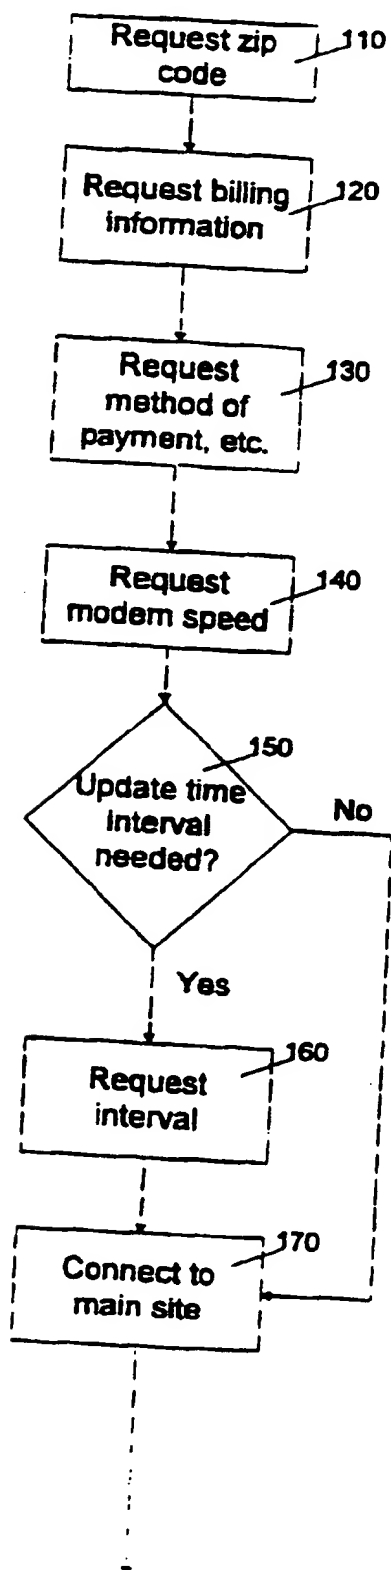 Request zip 110
code
Request billing 120
information
Request 130
method of
payment, etc.
Request 140
modem speed
150
Update time
interval
needed?
No
Yes
160
Request
interval
170
Connect to
main site